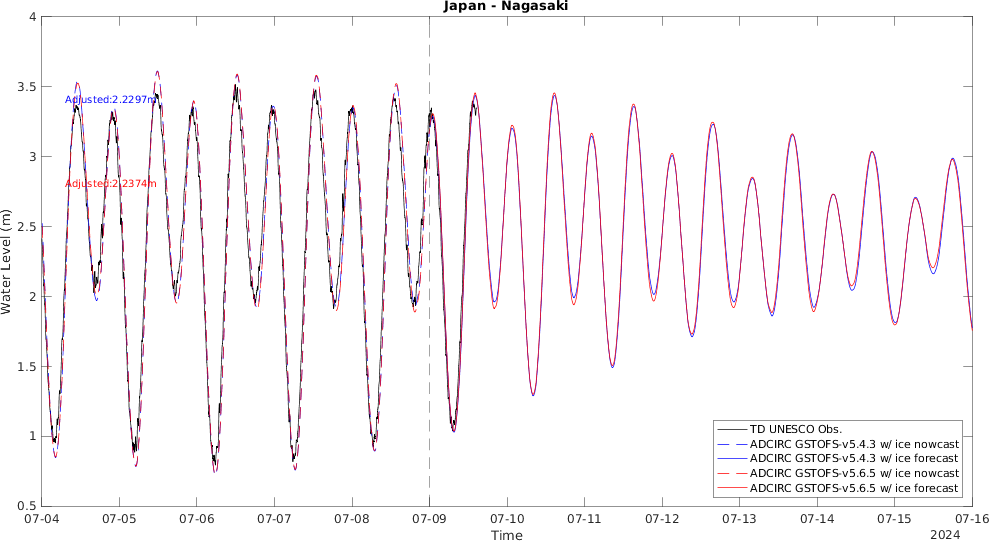 Japan - Nagasaki
4
3.5
3
2.5
2
1.5
1
0.5
Water Level (m)
Adjusted:2.2297m
Adjusted:2.2374m
TD UNESCO Obs.
ADCIRC GSTOFS-v5.4.3 w/ ice nowcast
ADCIRC GSTOFS-v5.4.3 w/ ice forecast
ADCIRC GSTOFS-v5.6.5 w/ ice nowcast
ADCIRC GSTOFS-v5.6.5 w/ ice forecast
07-04 07-05 07-06 07-07 07-08 07-09 07-10 07-11 07-12 07-13 07-14 07-15 07-16
Time
2024